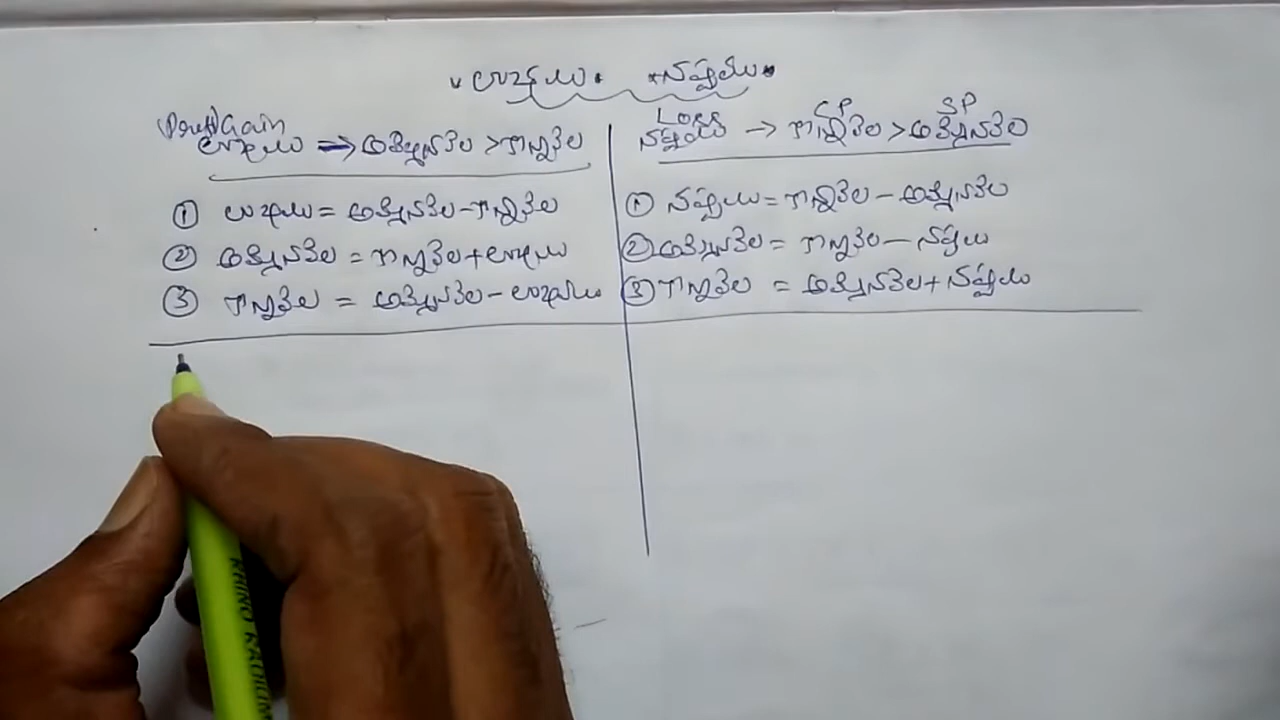 లాభము. *నష్టము.
Profit Gain
లాభము => అమ్మినవెల > కొన్నవెల
① లాభము = అమ్మినవెల - కొన్నవెల
② అమ్మినవెల = కొన్నవెల + లాభము
③ కొన్నవెల = అమ్మినవెల - లాభము
Loss CP SP
నష్టము → కొన్నవెల > అమ్మినవెల
① నష్టము = కొన్నవెల - అమ్మినవెల
② అమ్మినవెల = కొన్నవెల - నష్టము
③ కొన్నవెల = అమ్మినవెల + నష్టము